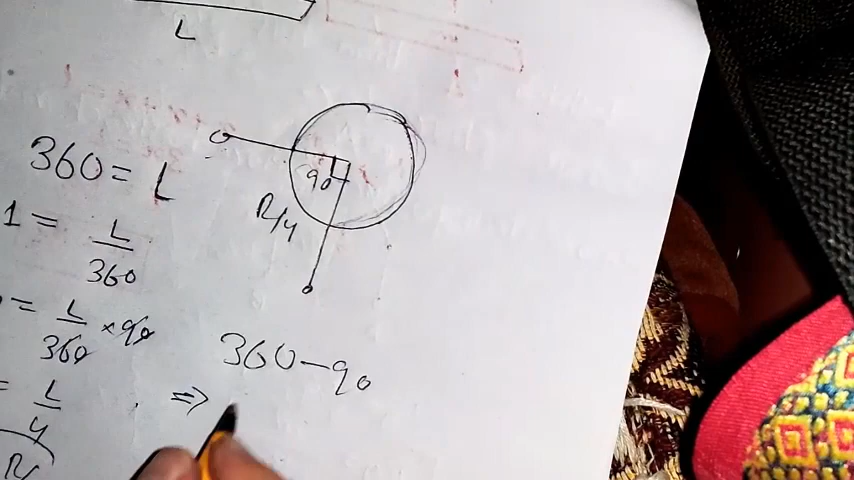 L
360 = L
1 = L/360
= L/360 × 90
= L/4
R
90
R/4
360 - 90
⇒